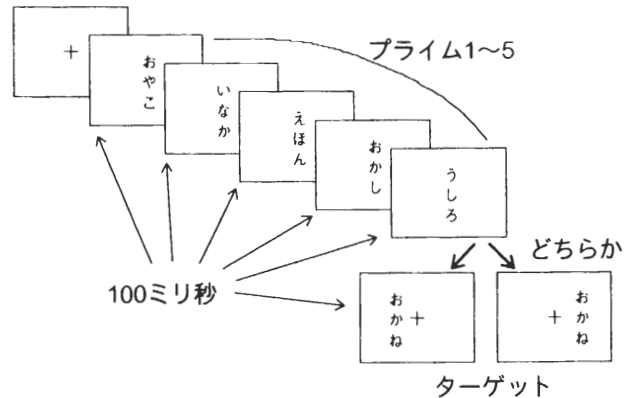 +
おやこ
いなか
えほん
おかし
うしろ
プライム1～5
100ミリ秒
どちらか
おかね +
+ おかね
ターゲット